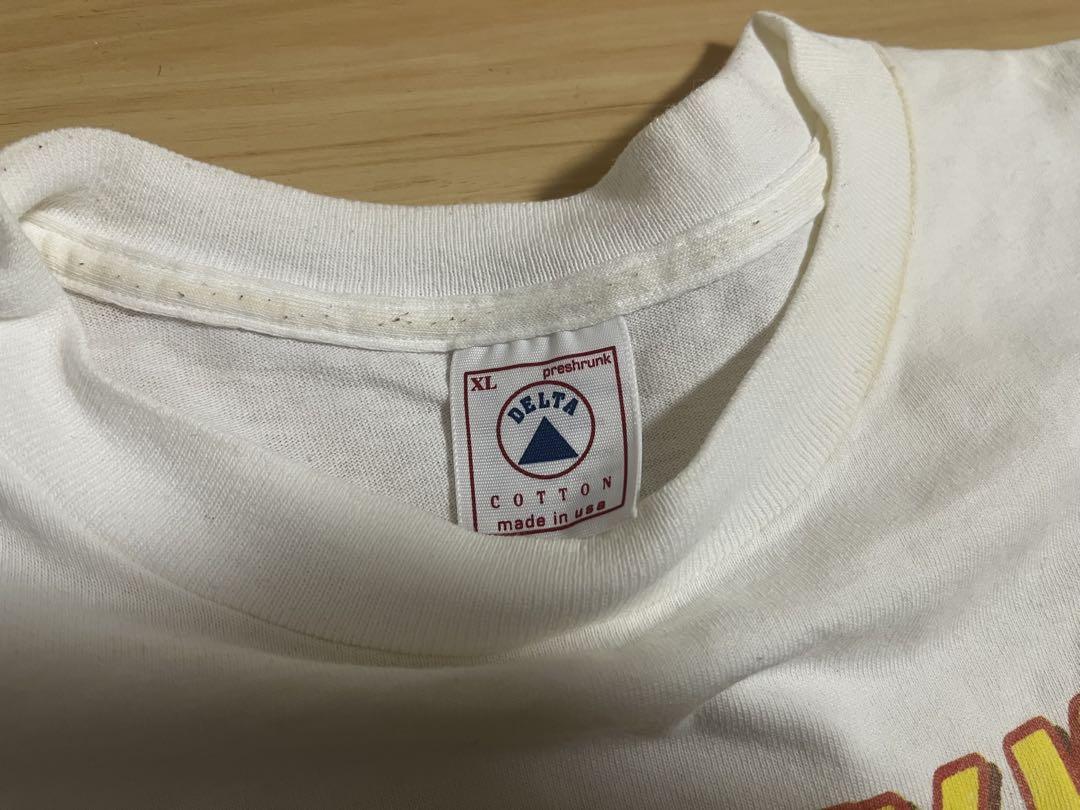 XL preshrunk
DELTA
COTTON
made in usa